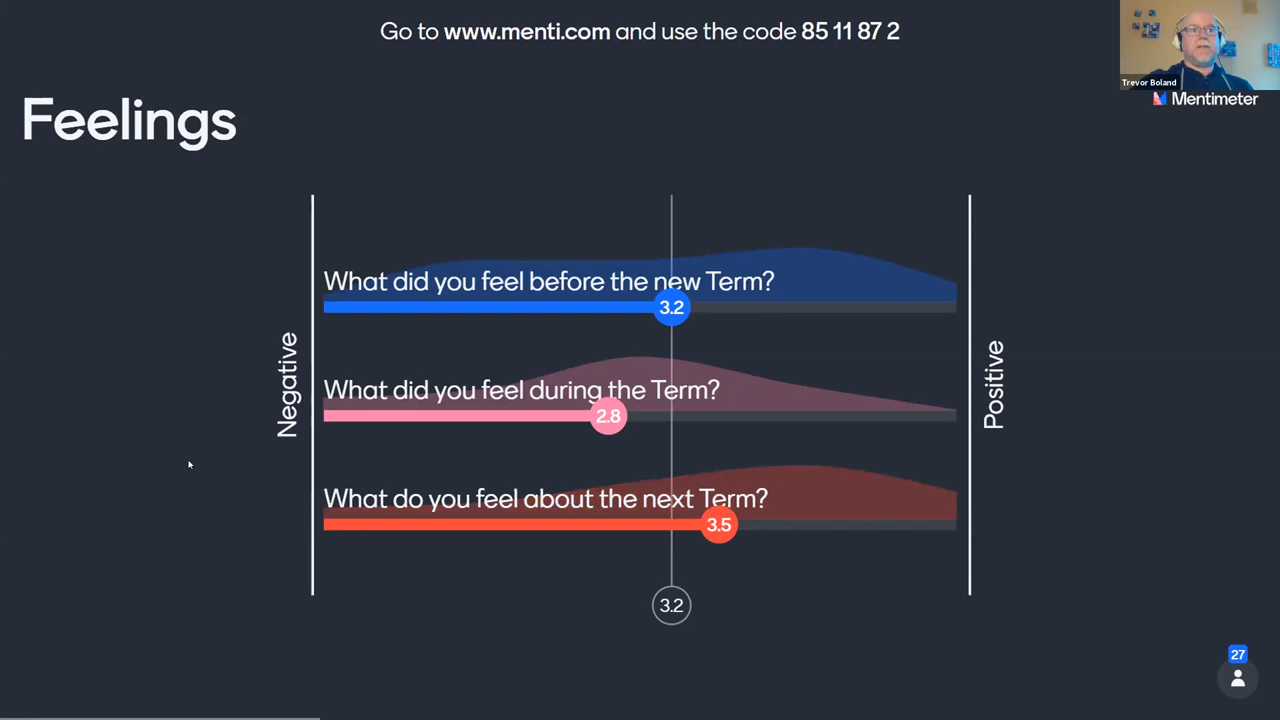 Go to www.menti.com and use the code 85 11 87 2
Trevor Boland
Mentimeter
Feelings
Negative
What did you feel before the new Term?
3.2
What did you feel during the Term?
2.8
What do you feel about the next Term?
3.5
3.2
Positive
27